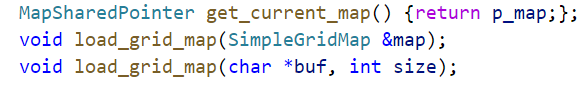 MapSharedPointer get_current_map() {return p_map;};
void load_grid_map(SimpleGridMap &map);
void load_grid_map(char *buf, int size);